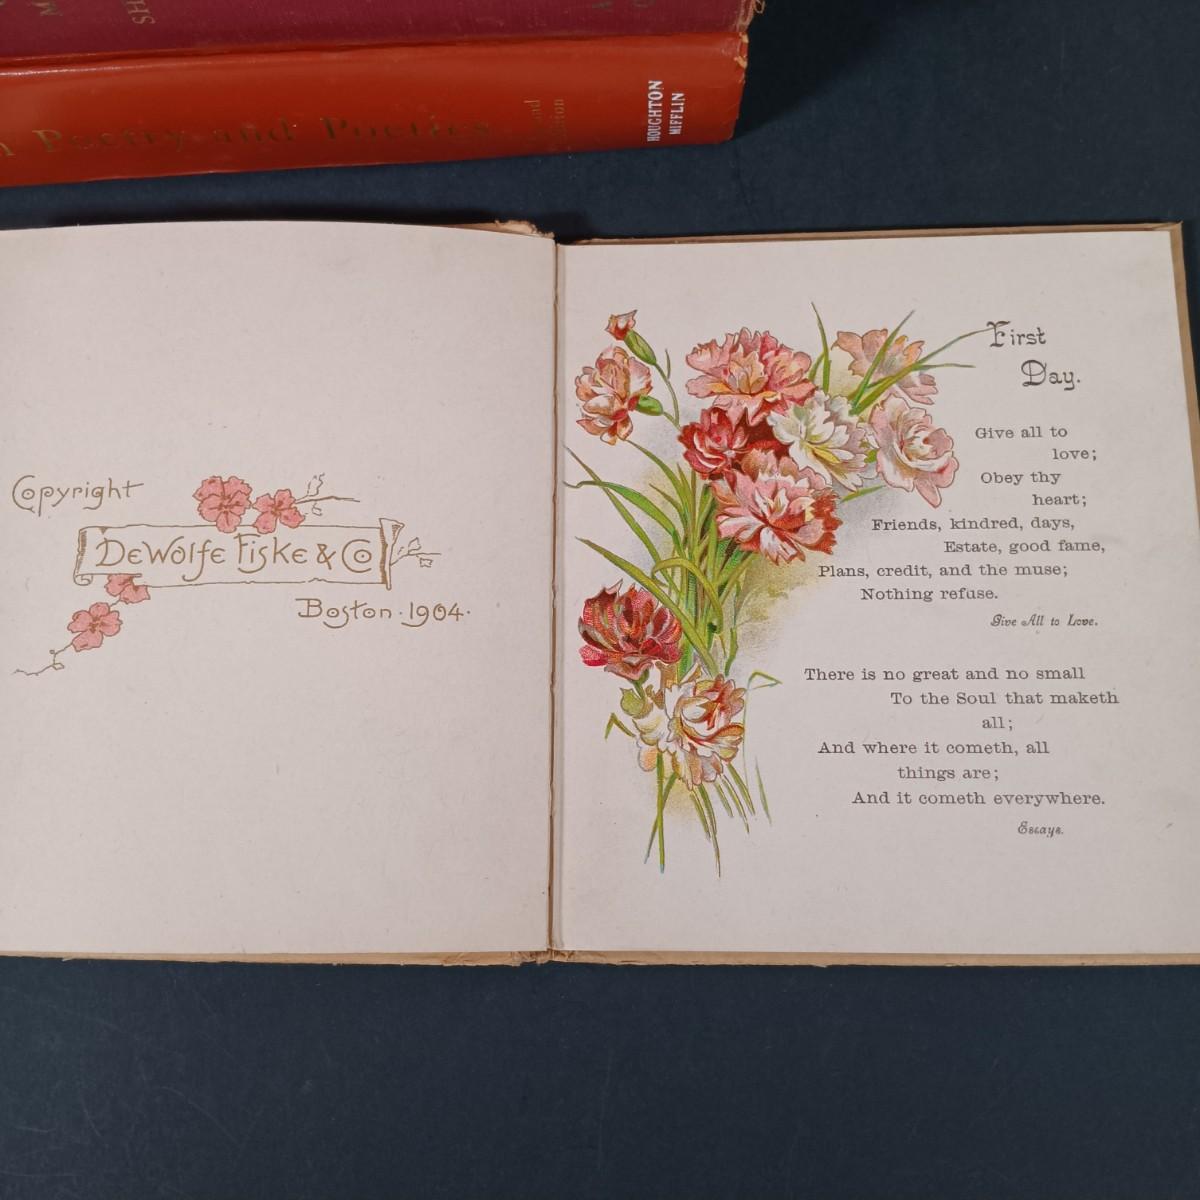 SH
Poetry and Poetics
HOUGHTON
MIFFLIN
Copyright
DeWolfe Fiske & Co
Boston · 1904 ·
First
Day.
Give all to
love;
Obey thy
heart;
Friends, kindred, days,
Estate, good fame,
Plans, credit, and the muse;
Nothing refuse.
Give All to Love.
There is no great and no small
To the Soul that maketh
all;
And where it cometh, all
things are;
And it cometh everywhere.
Essays.